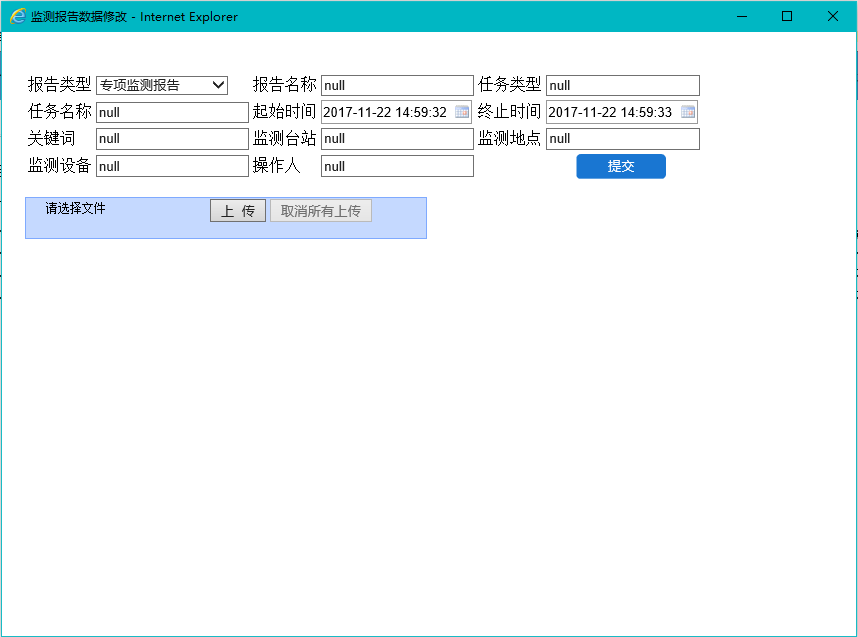 监测报告数据修改 - Internet Explorer
报告类型 专项监测报告 报告名称 null 任务类型 null
任务名称 null 起始时间 2017-11-22 14:59:32 终止时间 2017-11-22 14:59:33
关键词 null 监测台站 null 监测地点 null
监测设备 null 操作人 null 提交
请选择文件 上 传 取消所有上传